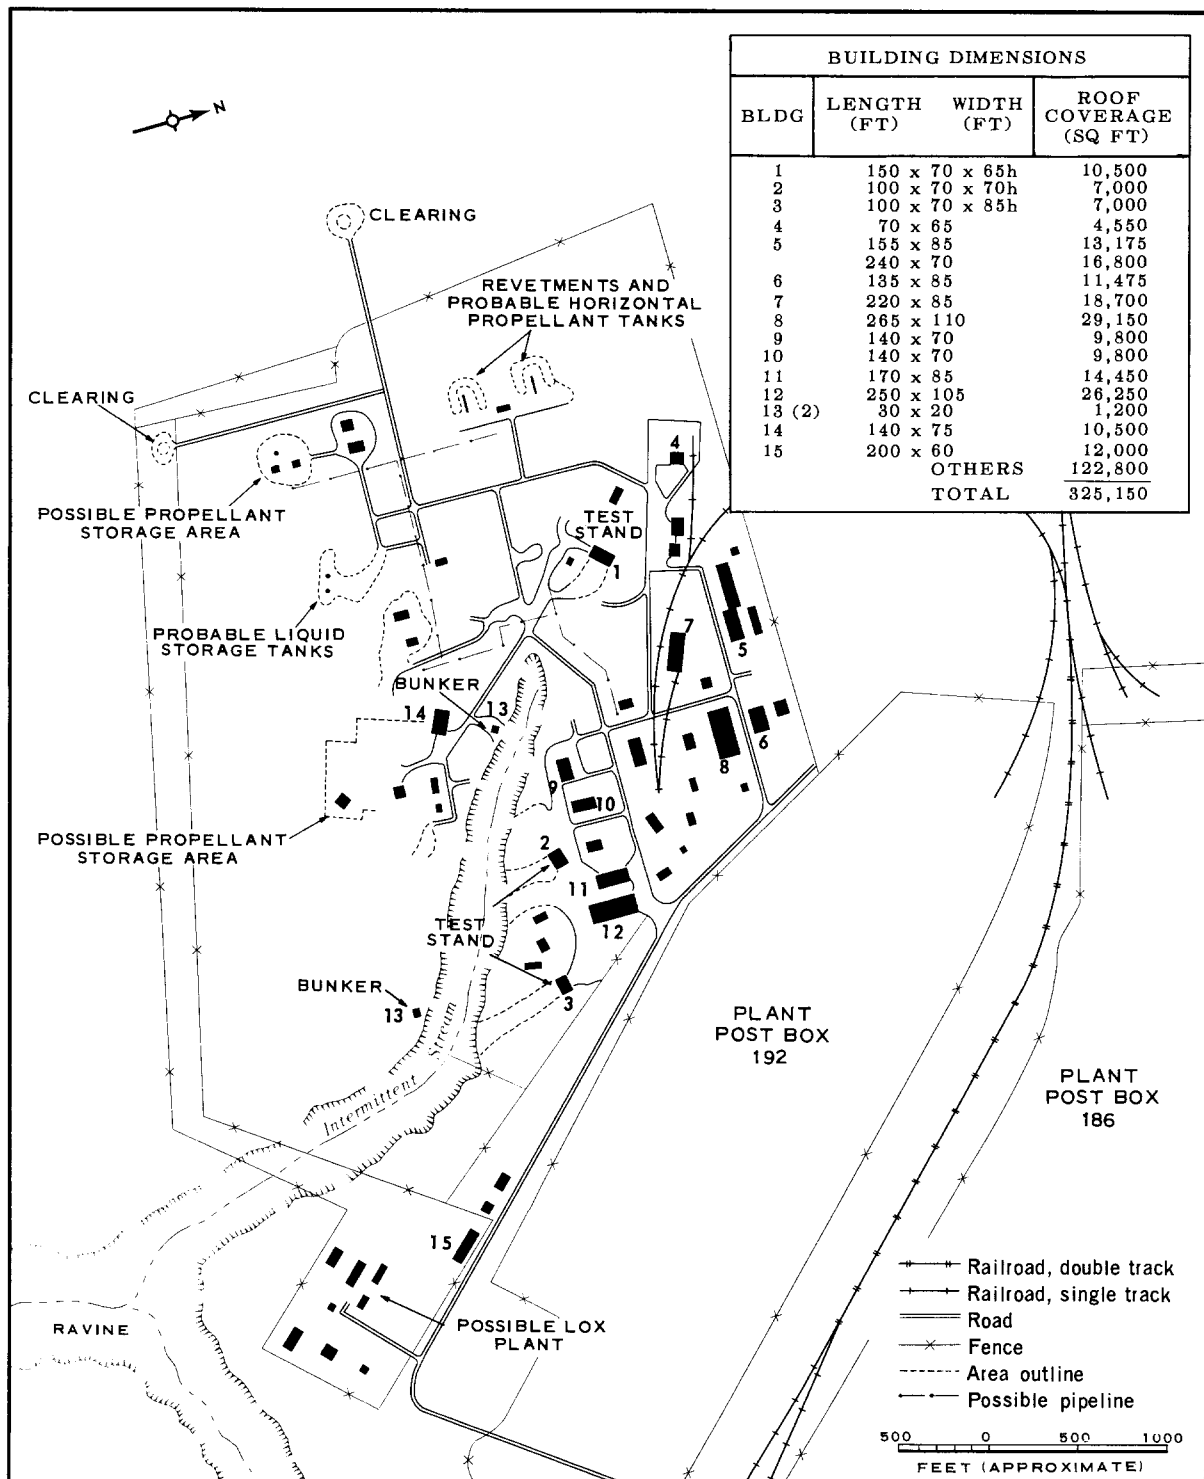 BUILDING DIMENSIONS
BLDG LENGTH (FT) WIDTH (FT) ROOF COVERAGE (SQ FT)
1 150 x 70 x 65h 10,500
2 100 x 70 x 70h 7,000
3 100 x 70 x 85h 7,000
4 70 x 65 4,550
5 155 x 85 13,175
240 x 70 16,800
6 135 x 85 11,475
7 220 x 85 18,700
8 265 x 110 29,150
9 140 x 70 9,800
10 140 x 70 9,800
11 170 x 85 14,450
12 250 x 105 26,250
13 (2) 30 x 20 1,200
14 140 x 75 10,500
15 200 x 60 12,000
OTHERS 122,800
TOTAL 325,150
N
CLEARING
REVETMENTS AND
PROBABLE HORIZONTAL
PROPELLANT TANKS
CLEARING
4
POSSIBLE PROPELLANT
STORAGE AREA
TEST
STAND
1
PROBABLE LIQUID
STORAGE TANKS
7
5
BUNKER
13
14
6
8
9
10
POSSIBLE PROPELLANT
STORAGE AREA
2
11
TEST
STAND
12
BUNKER
13
3
PLANT
POST BOX
192
PLANT
POST BOX
186
Intermittent Stream
15
RAVINE
POSSIBLE LOX
PLANT
Railroad, double track
Railroad, single track
Road
Fence
Area outline
Possible pipeline
500 0 500 1000
FEET (APPROXIMATE)